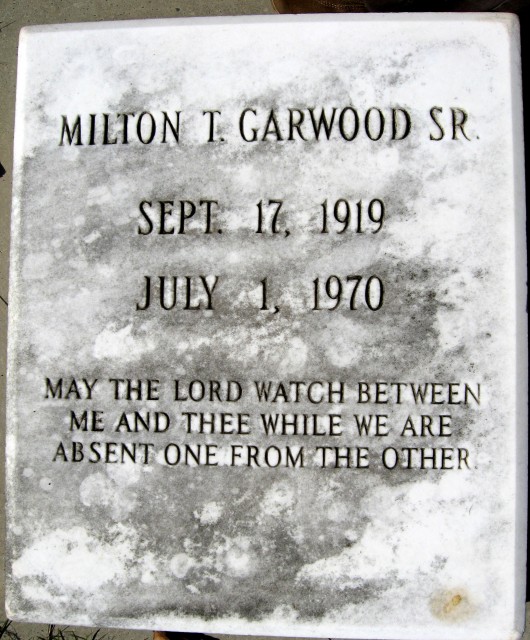 MILTON T. GARWOOD SR.
SEPT. 17, 1919
JULY 1, 1970
MAY THE LORD WATCH BETWEEN
ME AND THEE WHILE WE ARE
ABSENT ONE FROM THE OTHER.